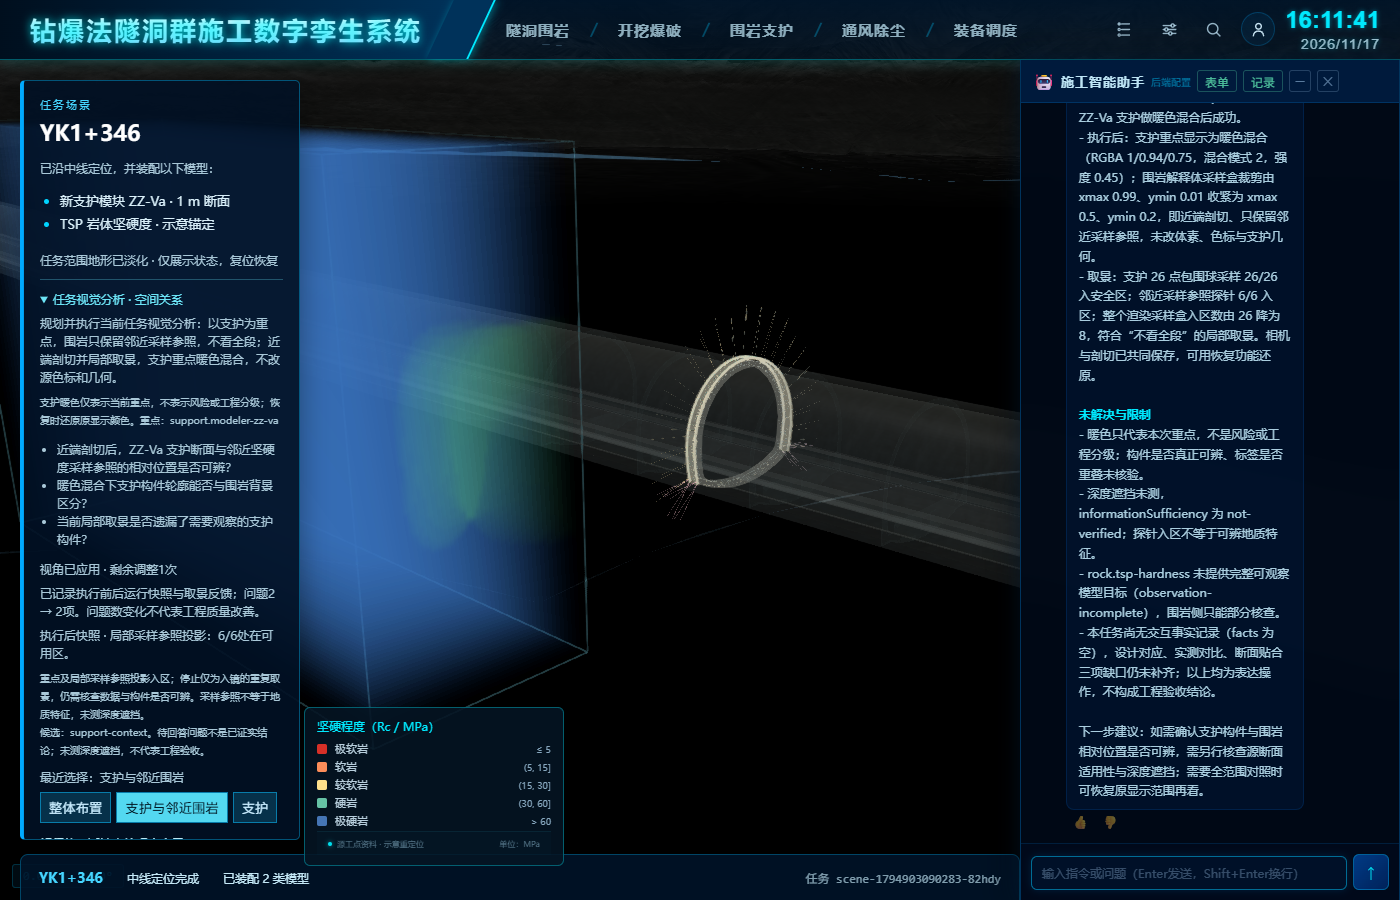 钻爆法隧洞群施工数字孪生系统
隧洞围岩 / 开挖爆破 / 围岩支护 / 通风除尘 / 装备调度
16:11:41
2026/11/17
任务场景
YK1+346
已沿中线定位，并装配以下模型：
新支护模块 ZZ-Va · 1 m 断面
TSP 岩体坚硬度 · 示意锚定
任务范围地形已淡化 · 仅展示状态，复位恢复
▼ 任务视觉分析 · 空间关系
规划并执行当前任务视觉分析：以支护为重
点，围岩只保留邻近采样参照，不看全段；近
端剖切并局部取景，支护重点暖色混合，不改
源色标和几何。
支护暖色仅表示当前重点，不表示风险或工程分级；恢
复时还原原显示颜色。重点：support.modeler-zz-va
近端剖切后，ZZ-Va 支护断面与邻近坚硬
度采样参照的相对位置是否可辨？
暖色混合下支护构件轮廓能否与围岩背景
区分？
当前局部取景是否遗漏了需要观察的支护
构件？
视角已应用 · 剩余调整1次
已记录执行前后运行快照与取景反馈；问题2
→ 2项。问题数变化不代表工程质量改善。
执行后快照 · 局部采样参照投影：6/6处在可
用区。
重点及局部采样参照投影入区；停止仅为入镜的重复取
景，仍需核查数据与构件是否可辨。采样参照不等于地
质特征，未测深度遮挡。
候选：support-context。待回答问题不是已证实结
论；未测深度遮挡，不代表工程验收。
最近选择：支护与邻近围岩
整体布置 支护与邻近围岩 支护
坚硬程度（Rc / MPa）
极软岩 ≤ 5
软岩 (5, 15]
较软岩 (15, 30]
硬岩 (30, 60]
极硬岩 > 60
源工点资料 · 示意重定位 单位：MPa
YK1+346 中线定位完成 已装配 2 类模型 任务 scene-1794903090283-82hdy
施工智能助手 后端配置 表单 记录
ZZ-Va 支护做暖色混合后成功。
- 执行后：支护重点显示为暖色混合
（RGBA 1/0.94/0.75，混合模式 2，强
度 0.45）；围岩解释体采样盒裁剪由
xmax 0.99、ymin 0.01 收紧为 xmax
0.5、ymin 0.2，即近端剖切、只保留邻
近采样参照，未改体素、色标与支护几
何。
- 取景：支护 26 点包围球采样 26/26
入安全区；邻近采样参照探针 6/6 入
区；整个渲染采样盒入区数由 26 降为
8，符合“不看全段”的局部取景。相机
与剖切已共同保存，可用恢复功能还
原。
未解决与限制
- 暖色只代表本次重点，不是风险或工
程分级；构件是否真正可辨、标签是否
重叠未核验。
- 深度遮挡未测，
informationSufficiency 为 not-
verified；探针入区不等于可辨地质特
征。
- rock.tsp-hardness 未提供完整可观察
模型目标（observation-
incomplete），围岩侧只能部分核查。
- 本任务尚无交互事实记录（facts 为
空），设计对应、实测对比、断面贴合
三项缺口仍未补齐；以上均为表达操
作，不构成工程验收结论。
下一步建议：如需确认支护构件与围岩
相对位置是否可辨，需另行核查源断面
适用性与深度遮挡；需要全范围对照时
可恢复原显示范围再看。
输入指令或问题（Enter发送，Shift+Enter换行）